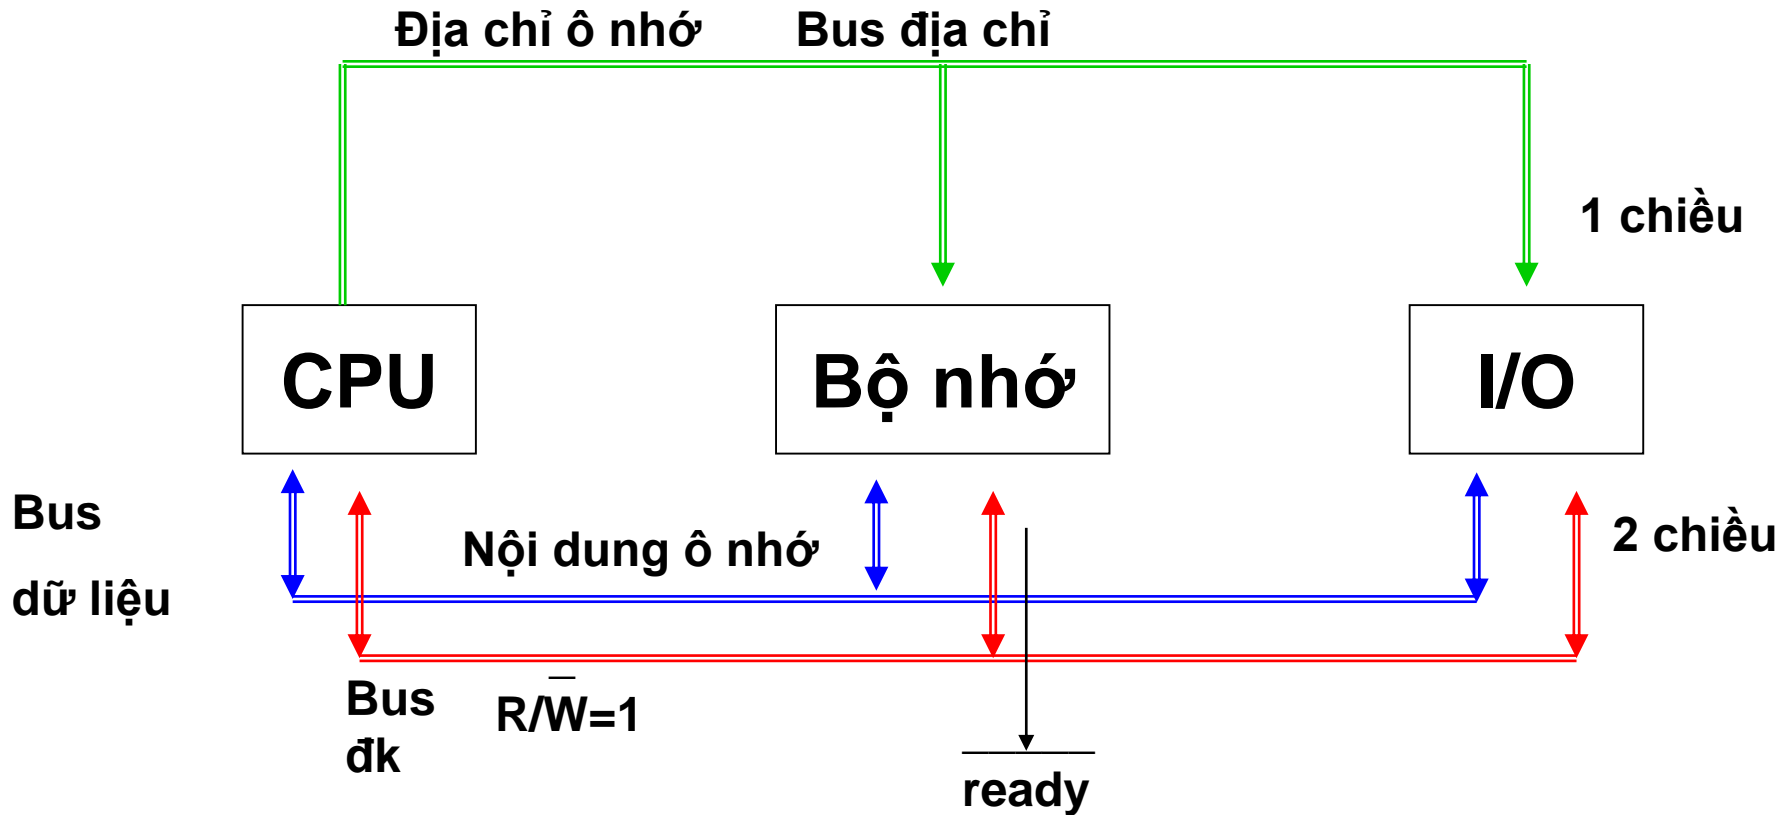 Địa chỉ ô nhớ
Bus địa chỉ
1 chiều
CPU
Bộ nhớ
I/O
Bus
dữ liệu
Nội dung ô nhớ
2 chiều
Bus
đk
R/W̅=1
r̅e̅a̅d̅y̅